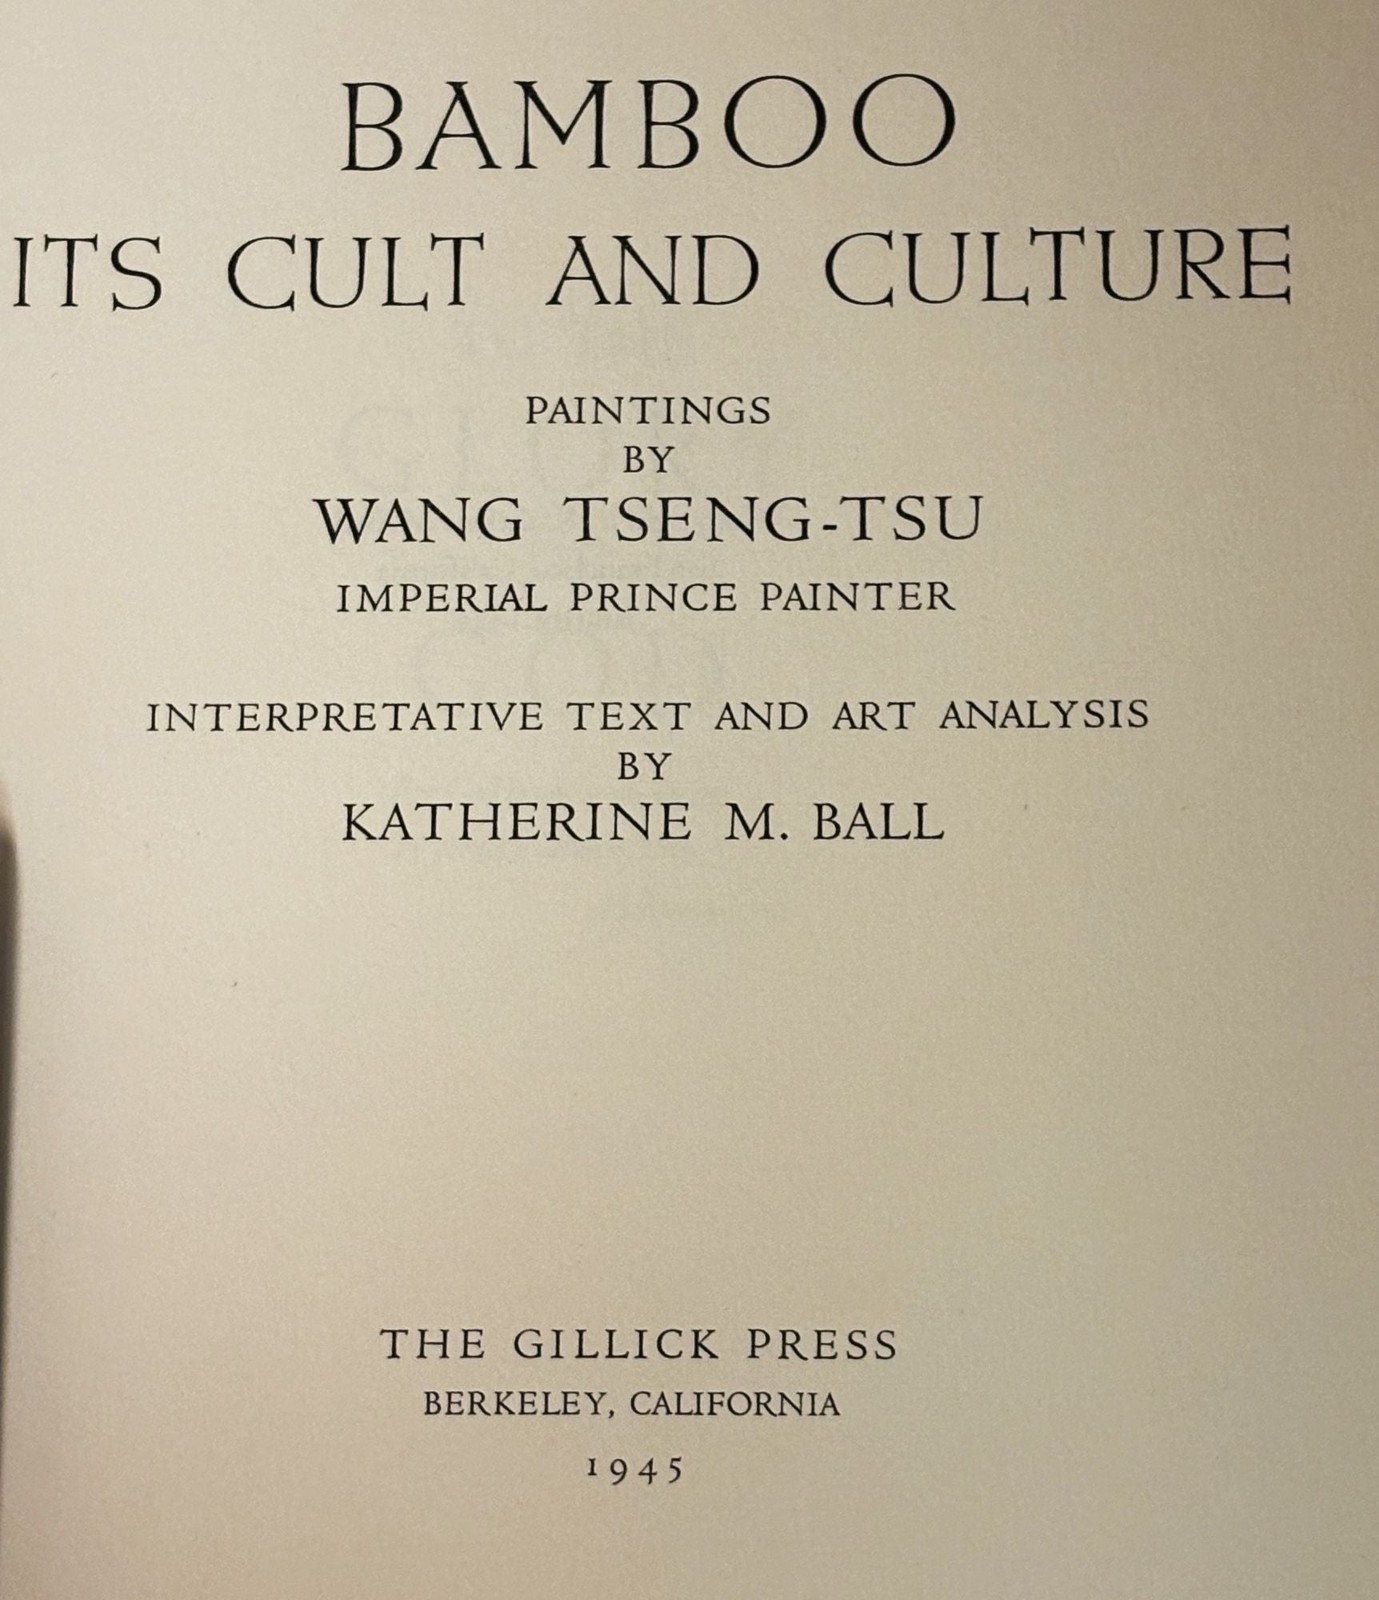 BAMBOO
ITS CULT AND CULTURE
PAINTINGS
BY
WANG TSENG-TSU
IMPERIAL PRINCE PAINTER
INTERPRETATIVE TEXT AND ART ANALYSIS
BY
KATHERINE M. BALL
THE GILLICK PRESS
BERKELEY, CALIFORNIA
1945